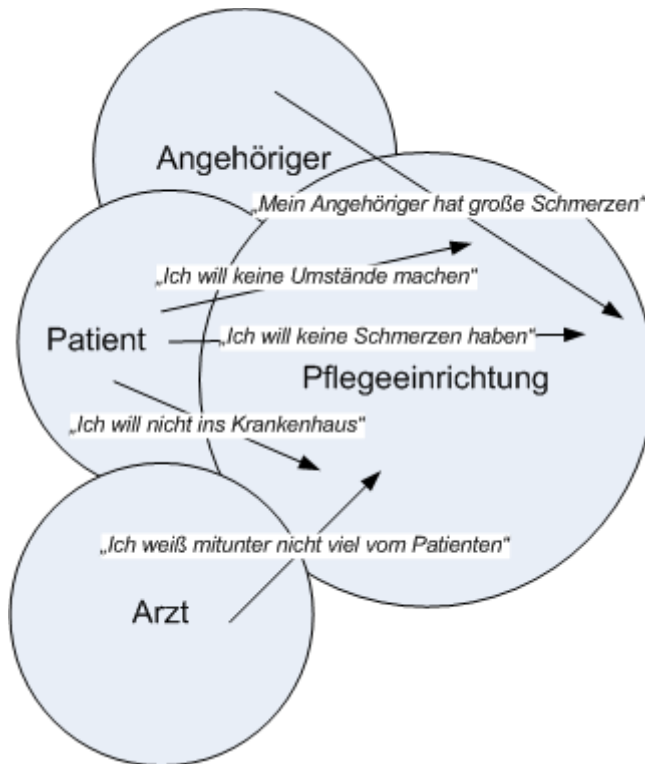 Angehöriger
„Mein Angehöriger hat große Schmerzen“
„Ich will keine Umstände machen“
Patient
„Ich will keine Schmerzen haben“
Pflegeeinrichtung
„Ich will nicht ins Krankenhaus“
„Ich weiß mitunter nicht viel vom Patienten“
Arzt